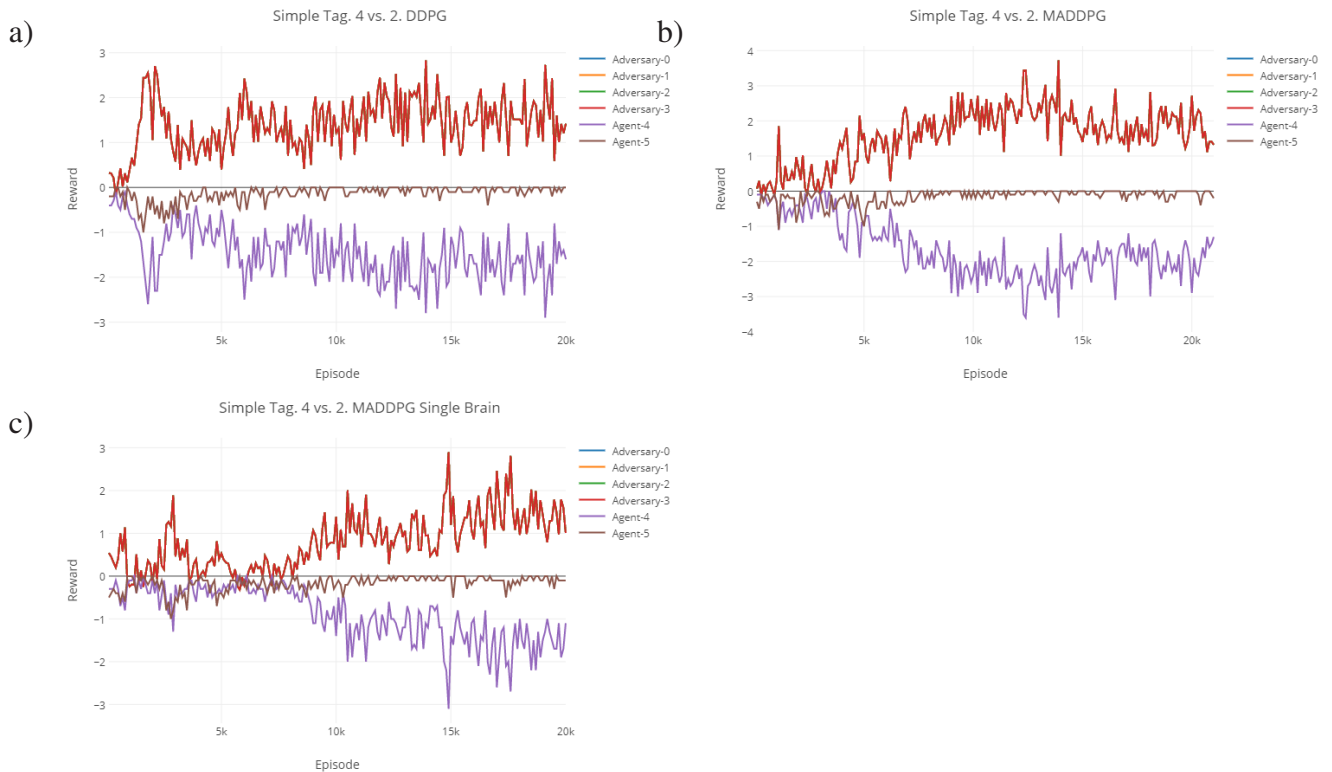 a)
Simple Tag. 4 vs. 2. DDPG
3
2
1
0
−1
−2
−3
Reward
5k
10k
15k
20k
Episode
Adversary-0
Adversary-1
Adversary-2
Adversary-3
Agent-4
Agent-5
b)
Simple Tag. 4 vs. 2. MADDPG
4
3
2
1
0
−1
−2
−3
−4
Reward
5k
10k
15k
20k
Episode
Adversary-0
Adversary-1
Adversary-2
Adversary-3
Agent-4
Agent-5
c)
Simple Tag. 4 vs. 2. MADDPG Single Brain
3
2
1
0
−1
−2
−3
Reward
5k
10k
15k
20k
Episode
Adversary-0
Adversary-1
Adversary-2
Adversary-3
Agent-4
Agent-5